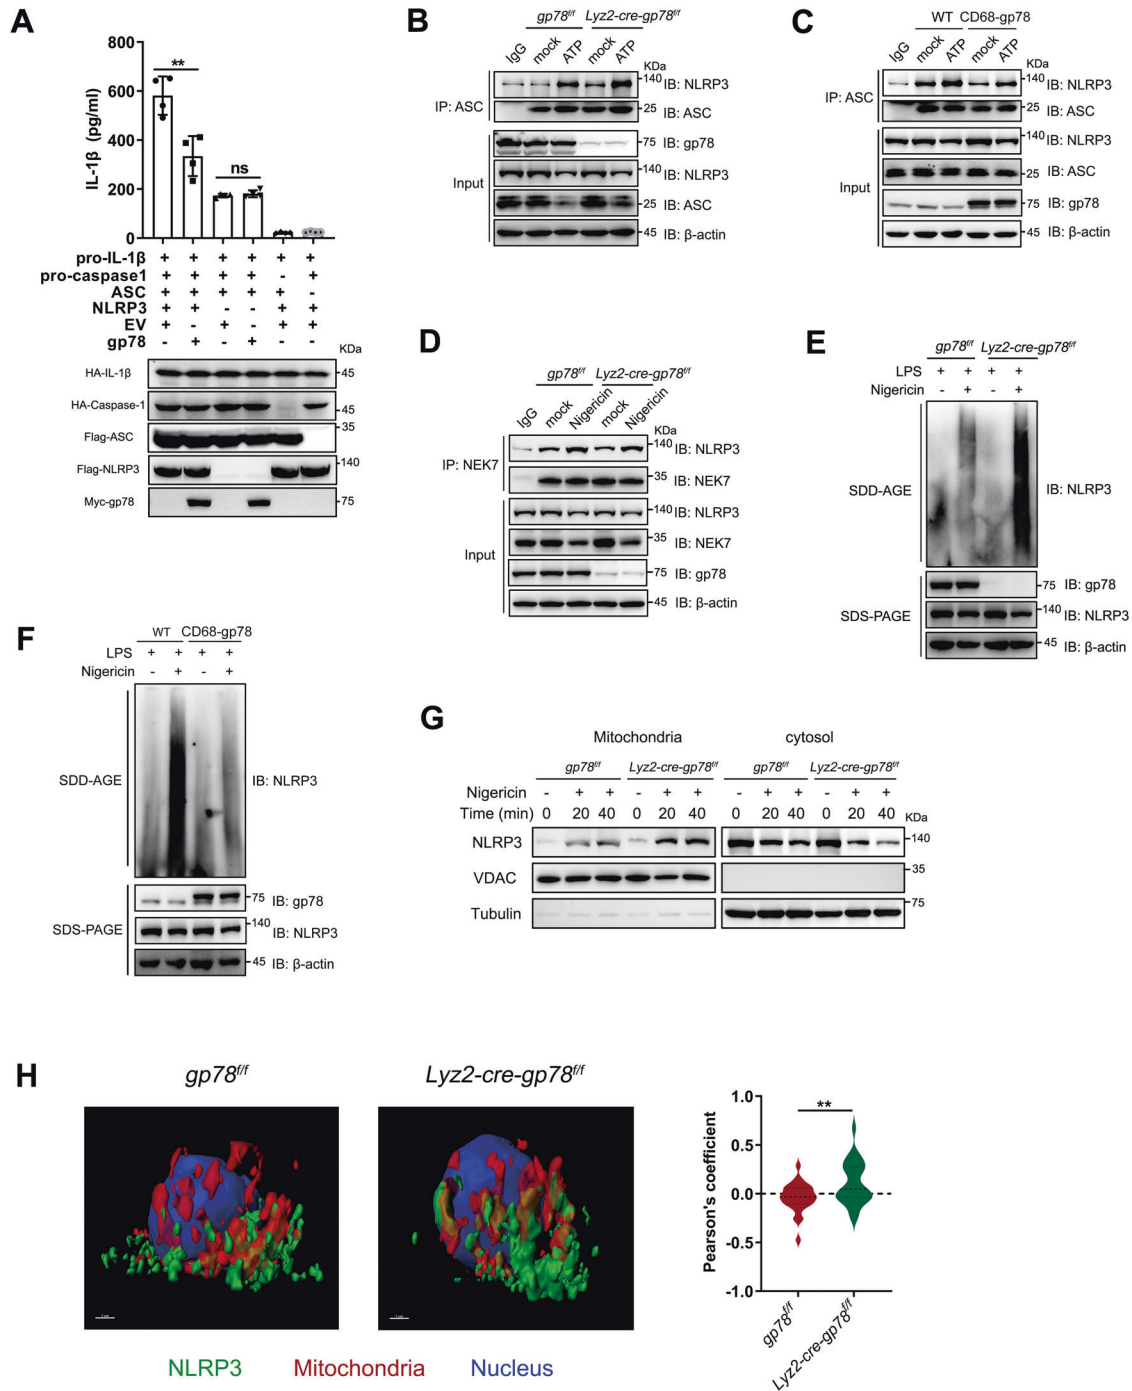 A
800
600
400
200
0
IL-1β (pg/ml)
**
ns
pro-IL-1β + + + + + +
pro-caspase1 + + + + - +
ASC + + + + + -
NLRP3 + + - - + +
EV + - + - + +
gp78 - + - + - -
KDa
HA-IL-1β 45
HA-Caspase-1 45
Flag-ASC 35
Flag-NLRP3 140
Myc-gp78 75
B
gp78f/f Lyz2-cre-gp78f/f
IgG mock ATP mock ATP
KDa
IP: ASC
140 IB: NLRP3
25 IB: ASC
Input
75 IB: gp78
140 IB: NLRP3
25 IB: ASC
45 IB: β-actin
C
WT CD68-gp78
IgG mock ATP mock ATP
KDa
IP: ASC
140 IB: NLRP3
25 IB: ASC
Input
140 IB: NLRP3
25 IB: ASC
75 IB: gp78
45 IB: β-actin
D
gp78f/f Lyz2-cre-gp78f/f
IgG mock Nigericin mock Nigericin
KDa
IP: NEK7
140 IB: NLRP3
35 IB: NEK7
Input
140 IB: NLRP3
35 IB: NEK7
75 IB: gp78
45 IB: β-actin
E
gp78f/f Lyz2-cre-gp78f/f
LPS + + + +
Nigericin - + - +
SDD-AGE IB: NLRP3
SDS-PAGE
75 IB: gp78
140 IB: NLRP3
45 IB: β-actin
F
WT CD68-gp78
LPS + + + +
Nigericin - + - +
SDD-AGE IB: NLRP3
SDS-PAGE
75 IB: gp78
140 IB: NLRP3
45 IB: β-actin
G
Mitochondria cytosol
gp78f/f Lyz2-cre-gp78f/f gp78f/f Lyz2-cre-gp78f/f
Nigericin - + + - + + - + + - + +
Time (min) 0 20 40 0 20 40 0 20 40 0 20 40 KDa
NLRP3 140
VDAC 35
Tubulin 75
H
gp78f/f Lyz2-cre-gp78f/f
NLRP3 Mitochondria Nucleus
**
1.0
0.5
0.0
-0.5
-1.0
Pearson's coefficient
gp78f/f
Lyz2-cre-gp78f/f